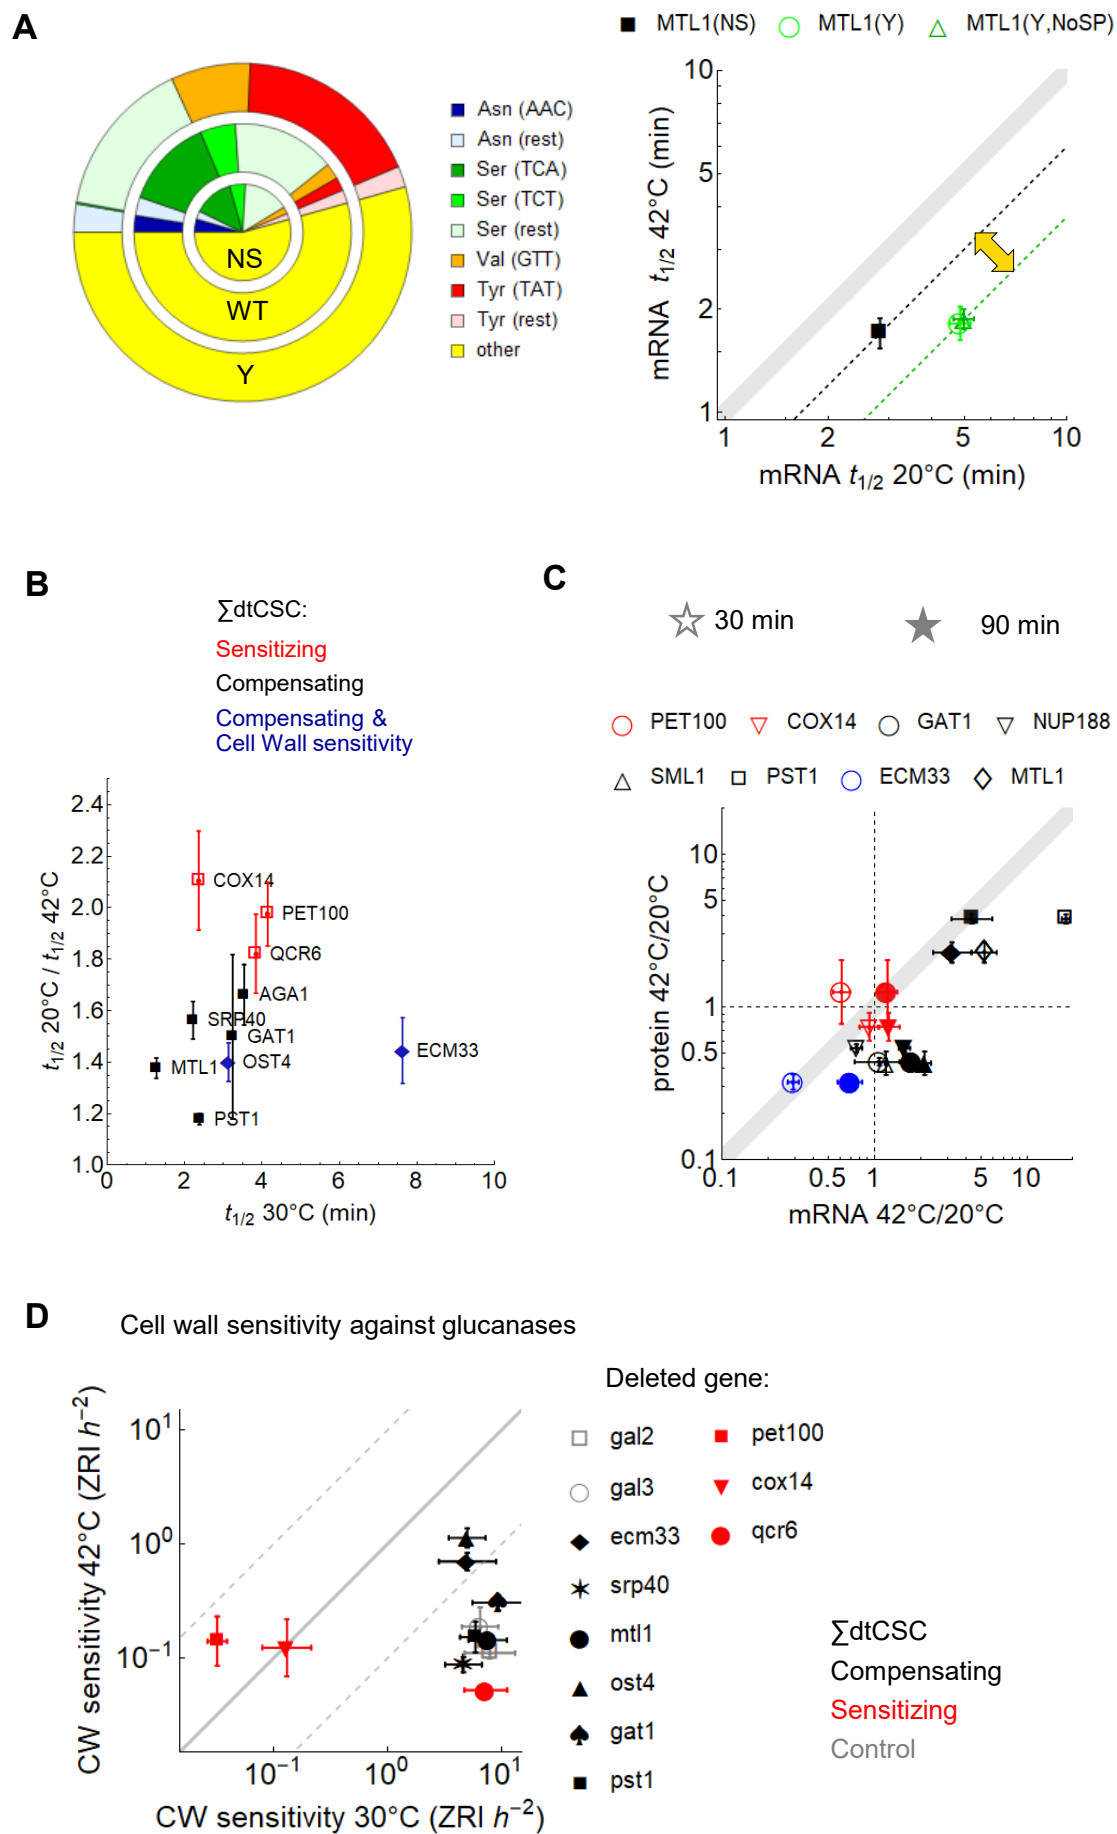 A
MTL1(NS) MTL1(Y) MTL1(Y,NoSP)
Asn (AAC)
Asn (rest)
Ser (TCA)
Ser (TCT)
Ser (rest)
Val (GTT)
Tyr (TAT)
Tyr (rest)
other
NS
WT
Y
mRNA t1/2 42°C (min)
10
5
2
1
1 2 5 10
mRNA t1/2 20°C (min)
B
∑dtCSC:
Sensitizing
Compensating
Compensating &
Cell Wall sensitivity
t1/2 20°C / t1/2 42°C
2.4
2.2
2.0
1.8
1.6
1.4
1.2
1.0
COX14
PET100
QCR6
AGA1
SRP40
GAT1
MTL1
OST4
ECM33
PST1
0 2 4 6 8 10
t1/2 30°C (min)
C
30 min 90 min
PET100 COX14 GAT1 NUP188
SML1 PST1 ECM33 MTL1
protein 42°C/20°C
10
5
1
0.5
0.1
0.1 0.5 1 5 10
mRNA 42°C/20°C
D
Cell wall sensitivity against glucanases
CW sensitivity 42°C (ZRI h−2)
10^1
10^0
10^−1
10^−1 10^0 10^1
CW sensitivity 30°C (ZRI h−2)
Deleted gene:
gal2 pet100
gal3 cox14
ecm33 qcr6
srp40
mtl1
ost4
gat1
pst1
∑dtCSC
Compensating
Sensitizing
Control